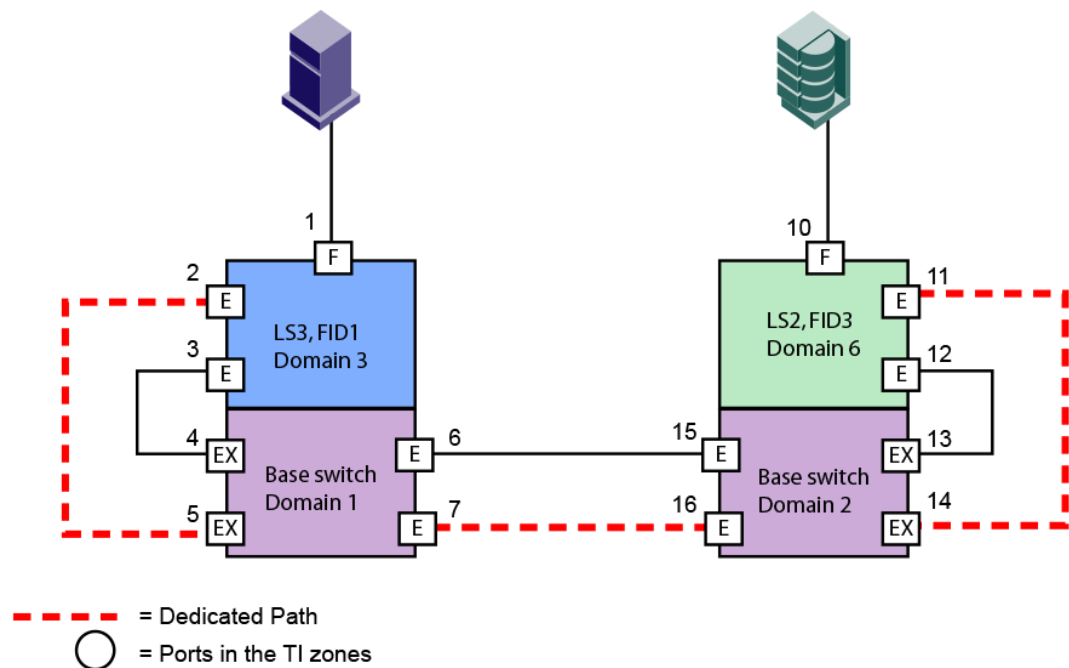 1
10
F
F
2
11
E
E
LS3, FID1
Domain 3
LS2, FID3
Domain 6
3
12
E
E
4
6
15
13
EX
E
E
EX
Base switch
Domain 1
Base switch
Domain 2
5
7
16
14
EX
E
E
EX
= Dedicated Path
= Ports in the TI zones